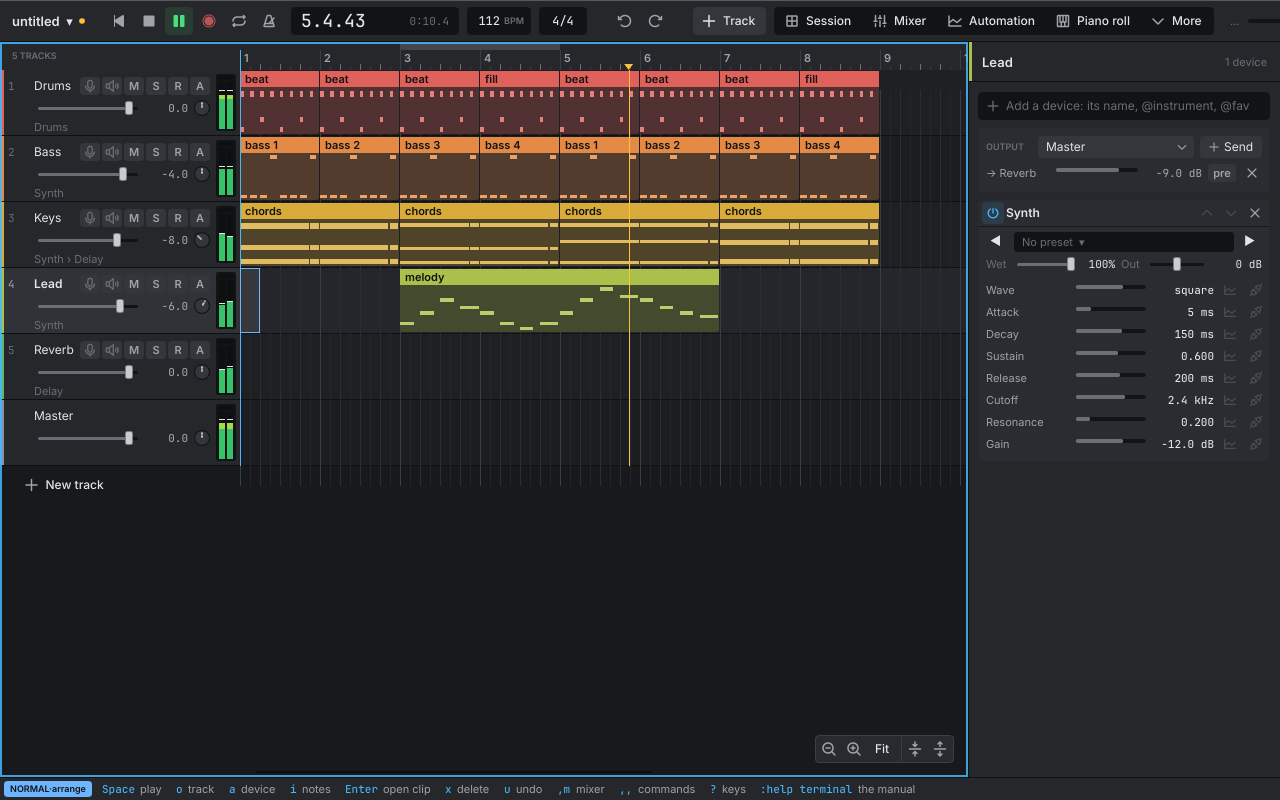 untitled ▾ 5.4.43 0:10.4 112 BPM 4/4 + Track Session Mixer Automation Piano roll More ...
5 TRACKS 1 2 3 4 5 6 7 8 9
1 Drums M S R A
0.0
Drums
beat beat beat fill beat beat beat fill
2 Bass M S R A
-4.0
Synth
bass 1 bass 2 bass 3 bass 4 bass 1 bass 2 bass 3 bass 4
3 Keys M S R A
-8.0
Synth › Delay
chords chords chords chords
4 Lead M S R A
-6.0
Synth
melody
5 Reverb M S R A
0.0
Delay
Master
0.0
+ New track
Lead 1 device
+ Add a device: its name, @instrument, @fav
OUTPUT Master + Send
→ Reverb -9.0 dB pre
Synth
No preset ▾
Wet 100% Out 0 dB
Wave square
Attack 5 ms
Decay 150 ms
Sustain 0.600
Release 200 ms
Cutoff 2.4 kHz
Resonance 0.200
Gain -12.0 dB
Fit
NORMAL·arrange Space play o track a device i notes Enter open clip x delete u undo ,m mixer ,, commands ? keys :help terminal the manual